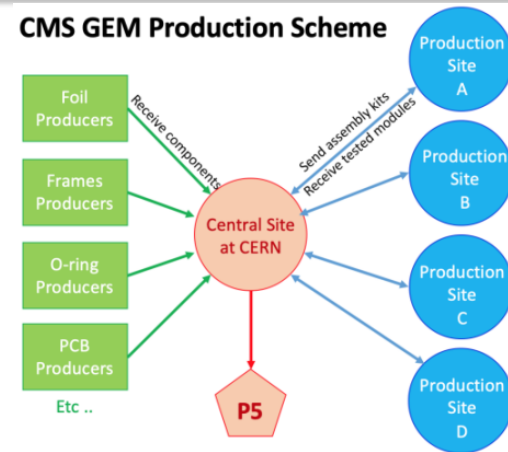 CMS GEM Production Scheme
Foil
Producers
Frames
Producers
O-ring
Producers
PCB
Producers
Etc ..
Receive components
Central Site
at CERN
P5
Send assembly kits
Receive tested modules
Production
Site
A
Production
Site
B
Production
Site
C
Production
Site
D